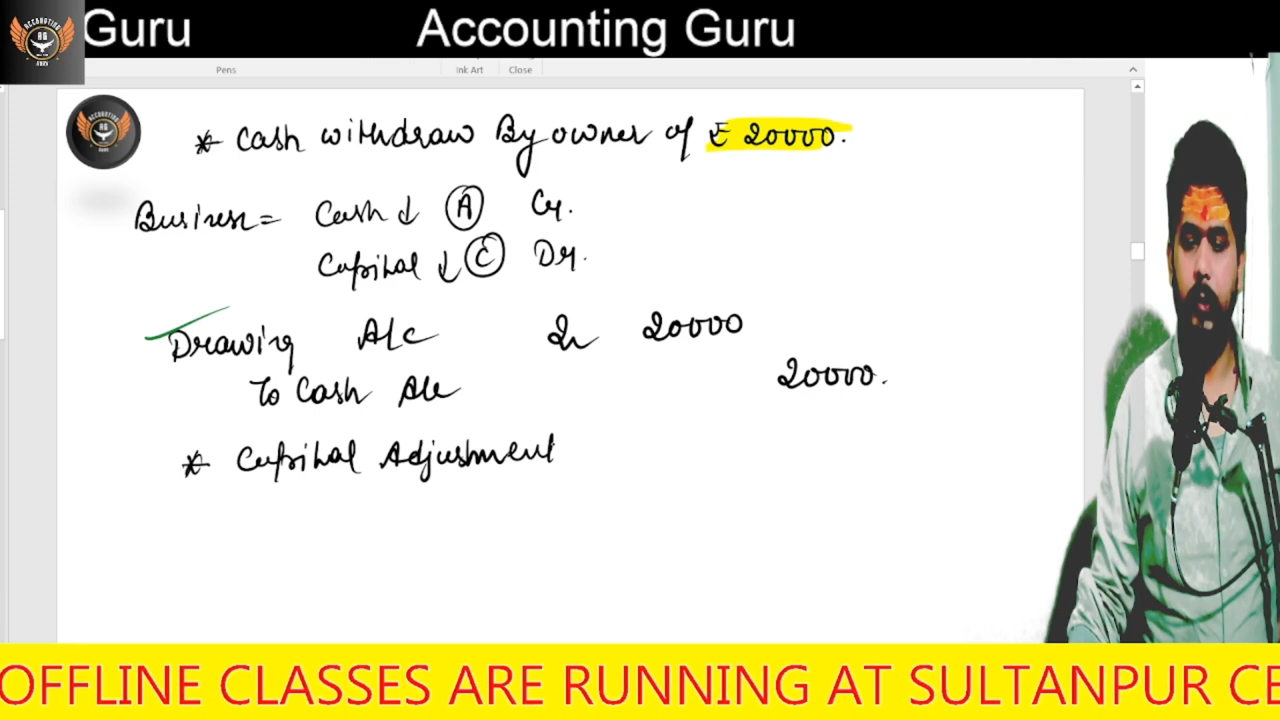 Guru
Accounting Guru
Pens
Ink Art
Close
* Cash withdraw By owner of ₹ 20000.
Business = Cash ↓ (A) Cr.
Capital ↓ (C) Dr.
Drawing A/c Dr 20000
To Cash A/c 20000.
* Capital Adjustment
OFFLINE CLASSES ARE RUNNING AT SULTANPUR CE